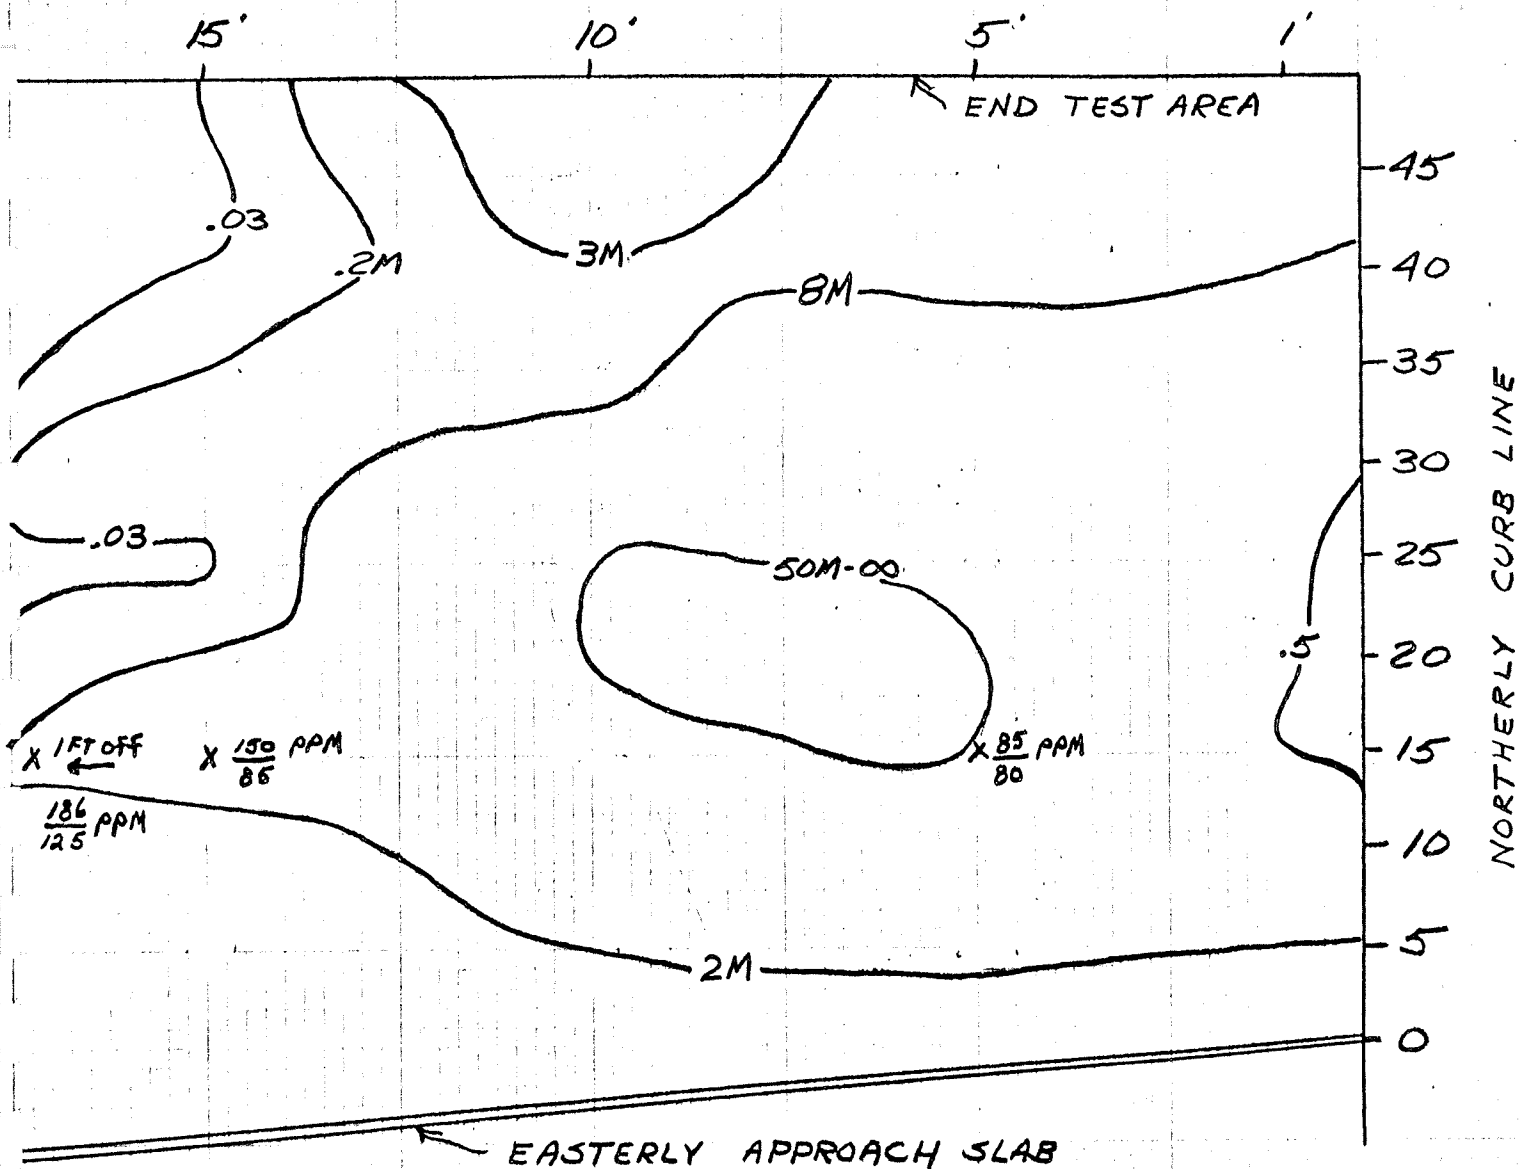 15' 10' 5' 1'
END TEST AREA
45
.03
3M
.2M
40
8M
35
30
.03
25
50M-∞
.5
20
X 1 FT OFF
X 150/86 PPM
X 85/80 PPM
15
186/125 PPM
10
5
2M
0
EASTERLY APPROACH SLAB
NORTHERLY CURB LINE